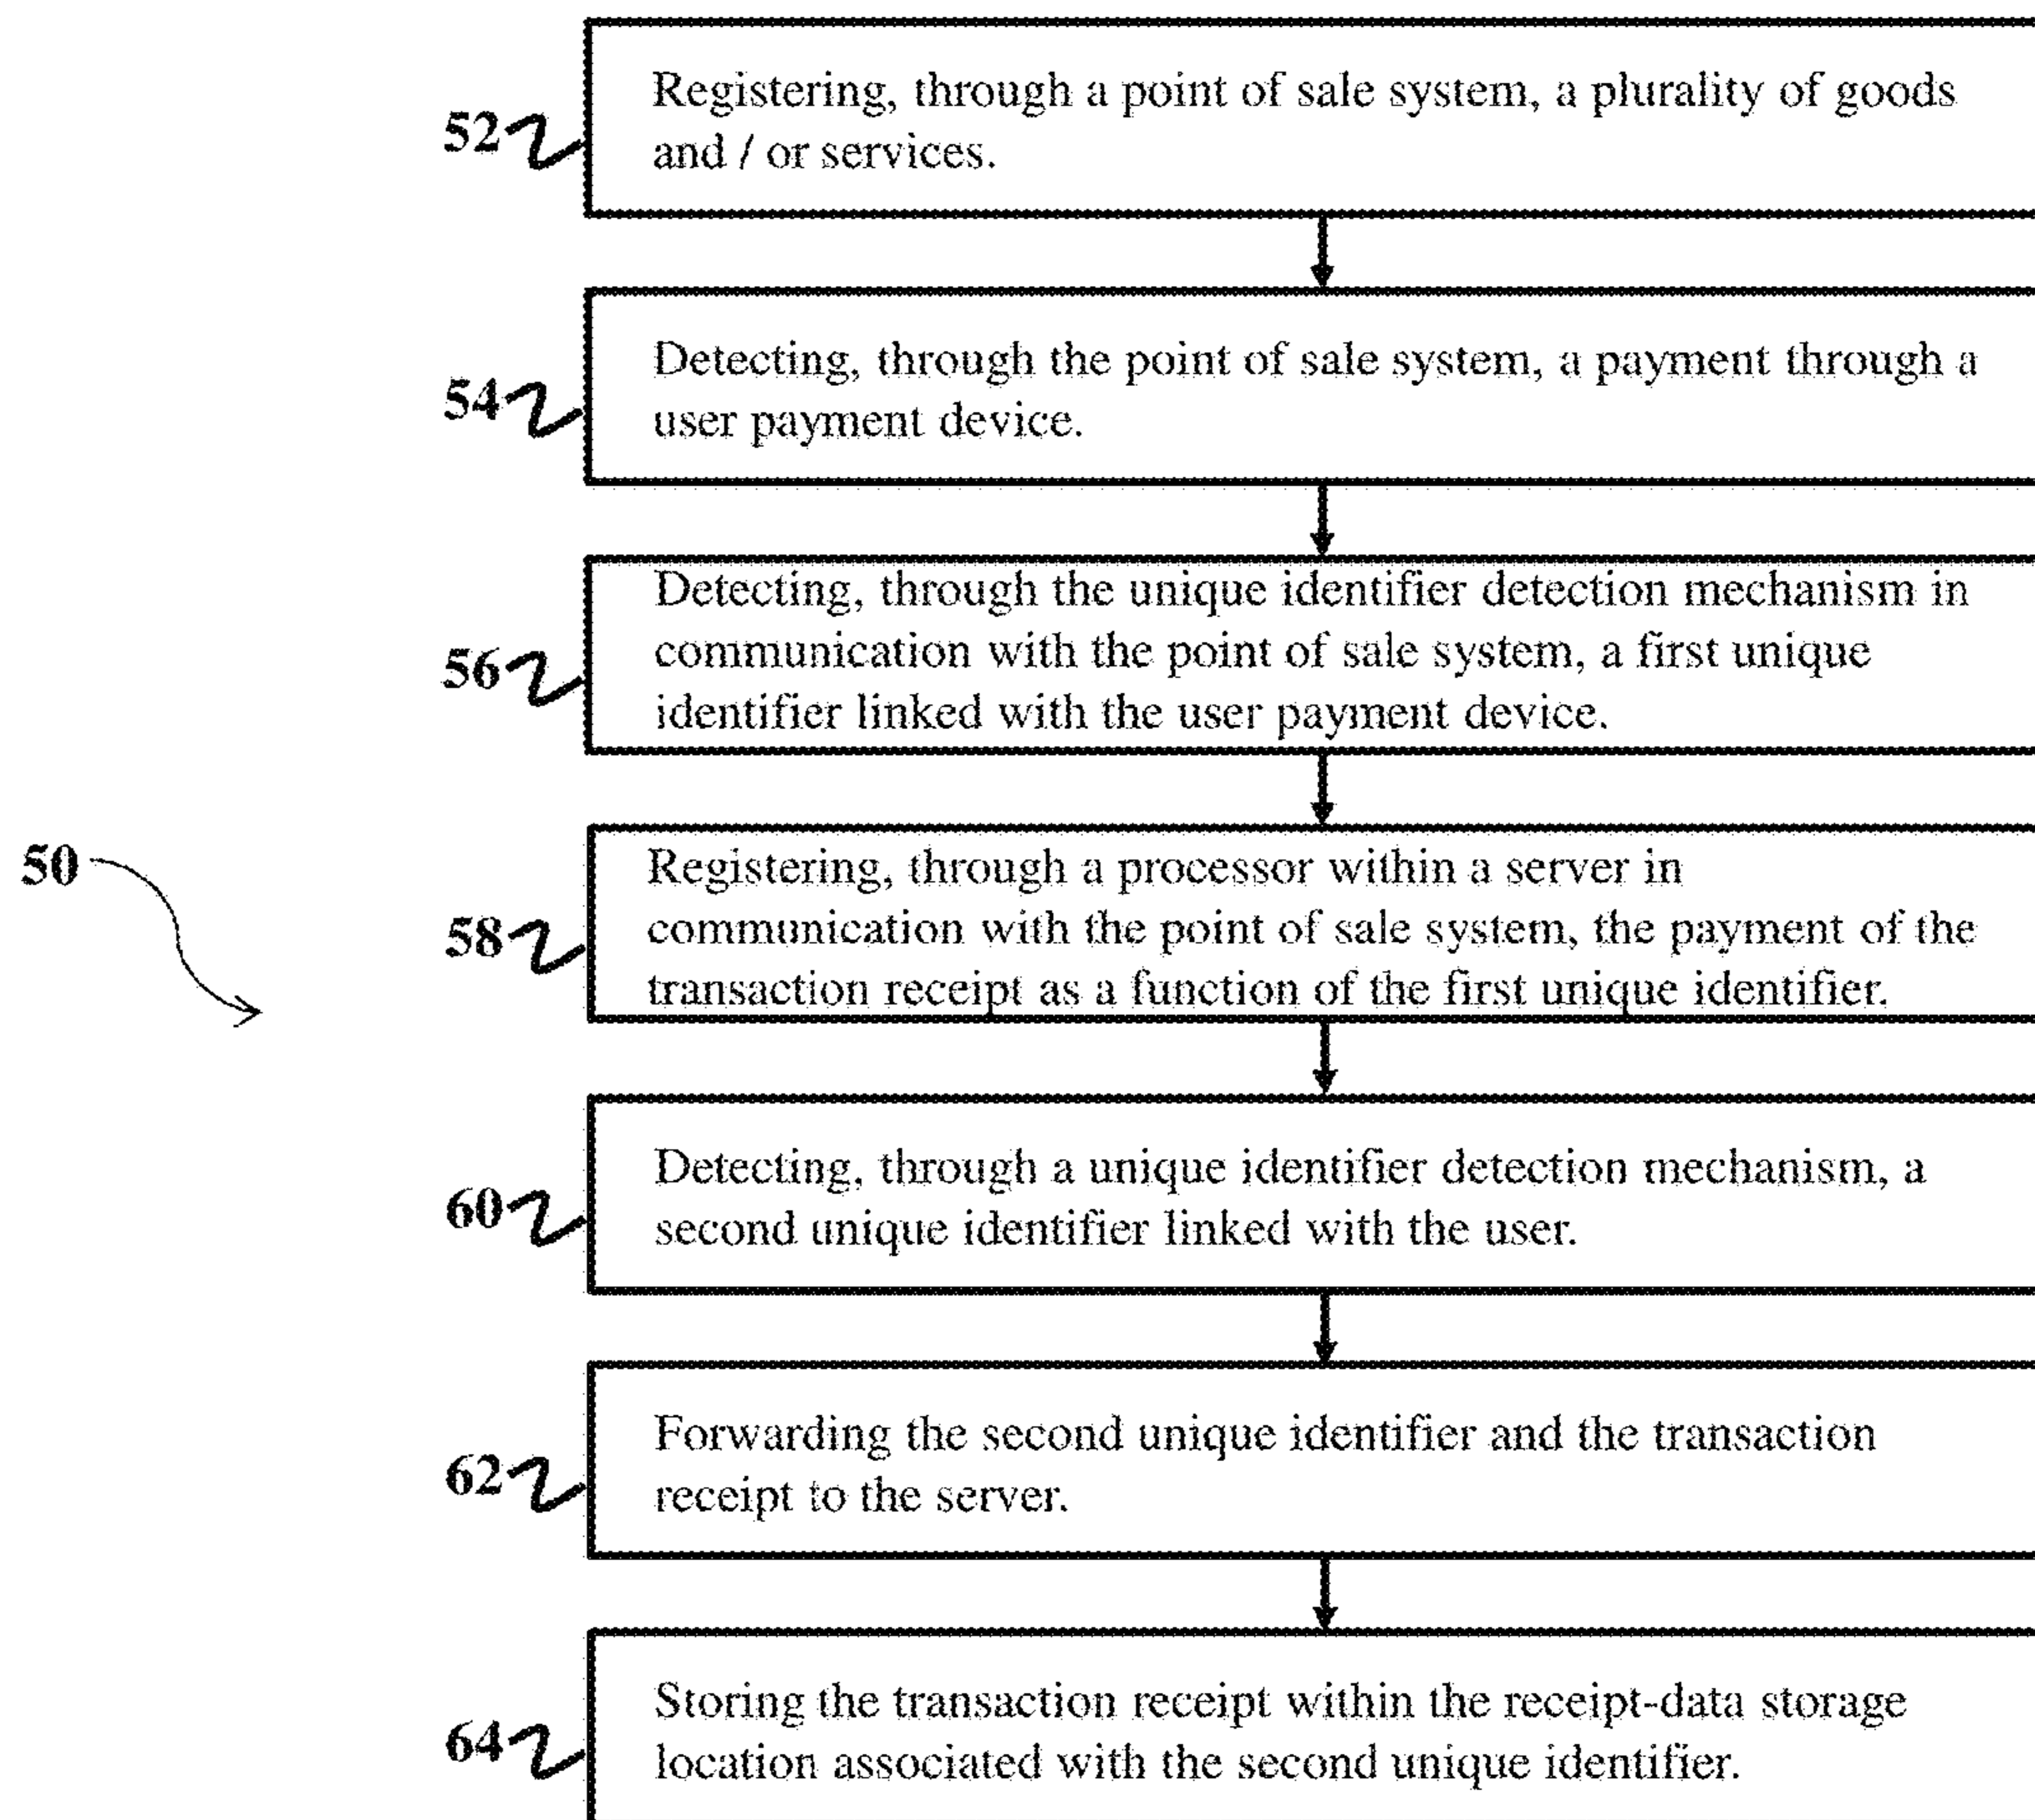 52
Registering, through a point of sale system, a plurality of goods
and / or services.
54
Detecting, through the point of sale system, a payment through a
user payment device.
56
Detecting, through the unique identifier detection mechanism in
communication with the point of sale system, a first unique
identifier linked with the user payment device.
50
58
Registering, through a processor within a server in
communication with the point of sale system, the payment of the
transaction receipt as a function of the first unique identifier.
60
Detecting, through a unique identifier detection mechanism, a
second unique identifier linked with the user.
62
Forwarding the second unique identifier and the transaction
receipt to the server.
64
Storing the transaction receipt within the receipt-data storage
location associated with the second unique identifier.